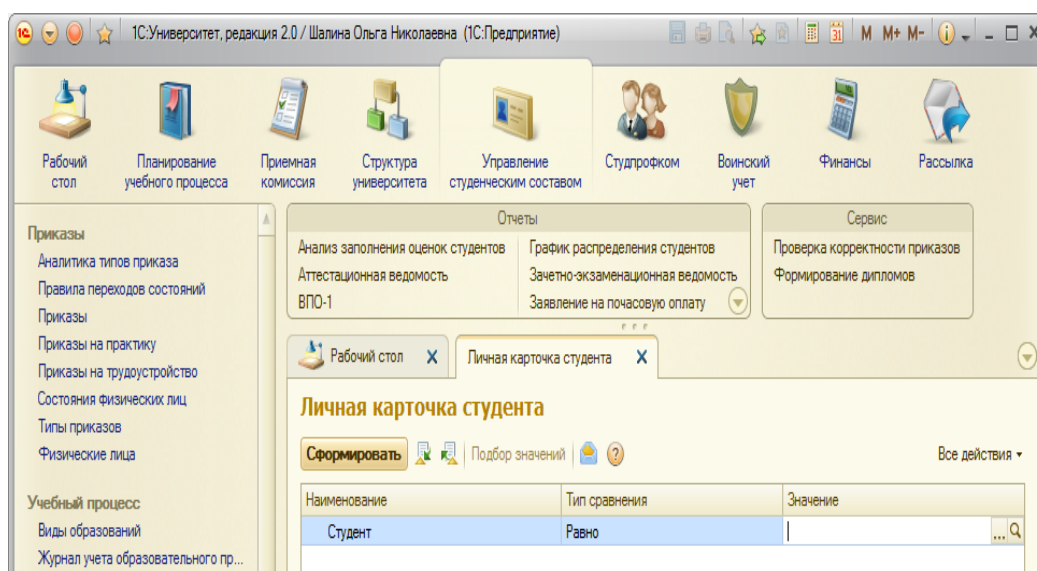 1С:Университет, редакция 2.0 / Шалина Ольга Николаевна (1С:Предприятие)
31 M M+ M-
Рабочий стол
Планирование учебного процесса
Приемная комиссия
Структура университета
Управление студенческим составом
Студпрофком
Воинский учет
Финансы
Рассылка
Приказы
Аналитика типов приказа
Правила переходов состояний
Приказы
Приказы на практику
Приказы на трудоустройство
Состояния физических лиц
Типы приказов
Физические лица
Учебный процесс
Виды образований
Журнал учета образовательного пр...
Отчеты
Анализ заполнения оценок студентов
Аттестационная ведомость
ВПО-1
График распределения студентов
Зачетно-экзаменационная ведомость
Заявление на почасовую оплату
Сервис
Проверка корректности приказов
Формирование дипломов
Рабочий стол X
Личная карточка студента X
Личная карточка студента
Сформировать Подбор значений ? Все действия
Наименование Тип сравнения Значение
Студент Равно ...